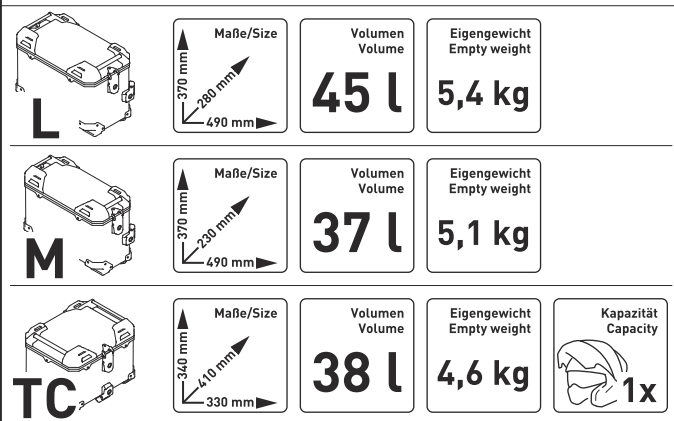 L
Maße/Size
370 mm
280 mm
490 mm
Volumen
Volume
45 l
Eigengewicht
Empty weight
5,4 kg
M
Maße/Size
370 mm
230 mm
490 mm
Volumen
Volume
37 l
Eigengewicht
Empty weight
5,1 kg
TC
Maße/Size
340 mm
410 mm
330 mm
Volumen
Volume
38 l
Eigengewicht
Empty weight
4,6 kg
Kapazität
Capacity
1x